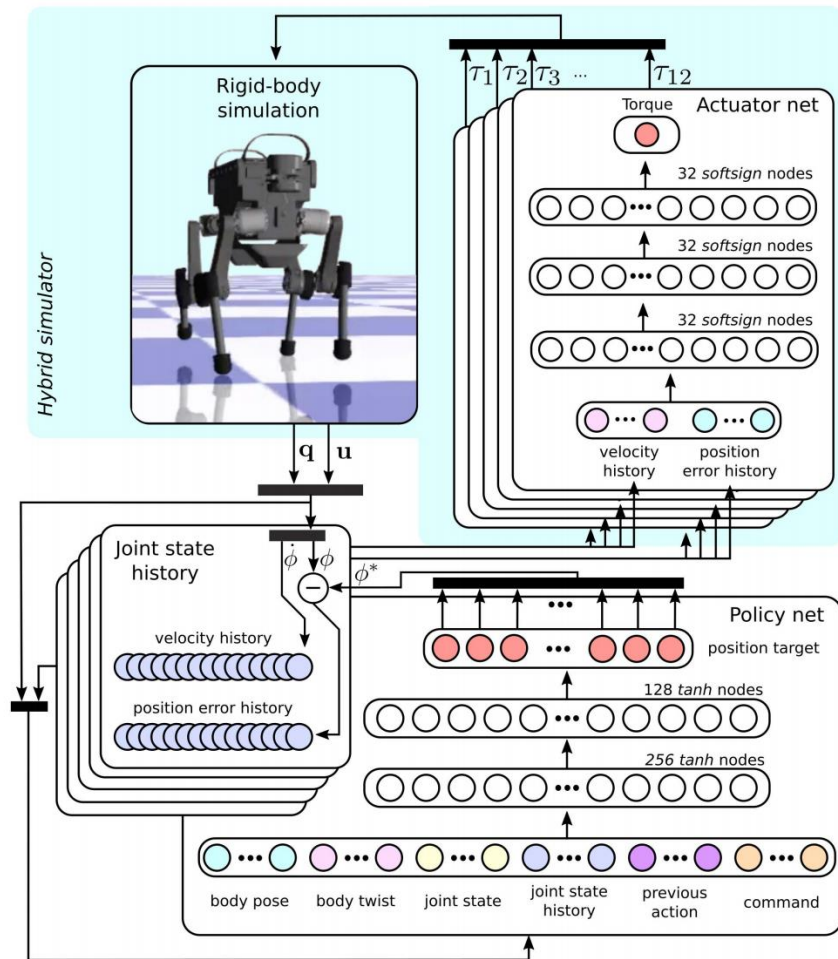 τ1 τ2 τ3 ... τ12
Rigid-body
simulation
Hybrid simulator
Actuator net
Torque
32 softsign nodes
32 softsign nodes
32 softsign nodes
velocity
history
position
error history
q u
Joint state
history
ϕ̇ ϕ ϕ*
−
velocity history
position error history
Policy net
position target
128 tanh nodes
256 tanh nodes
body pose
body twist
joint state
joint state
history
previous
action
command